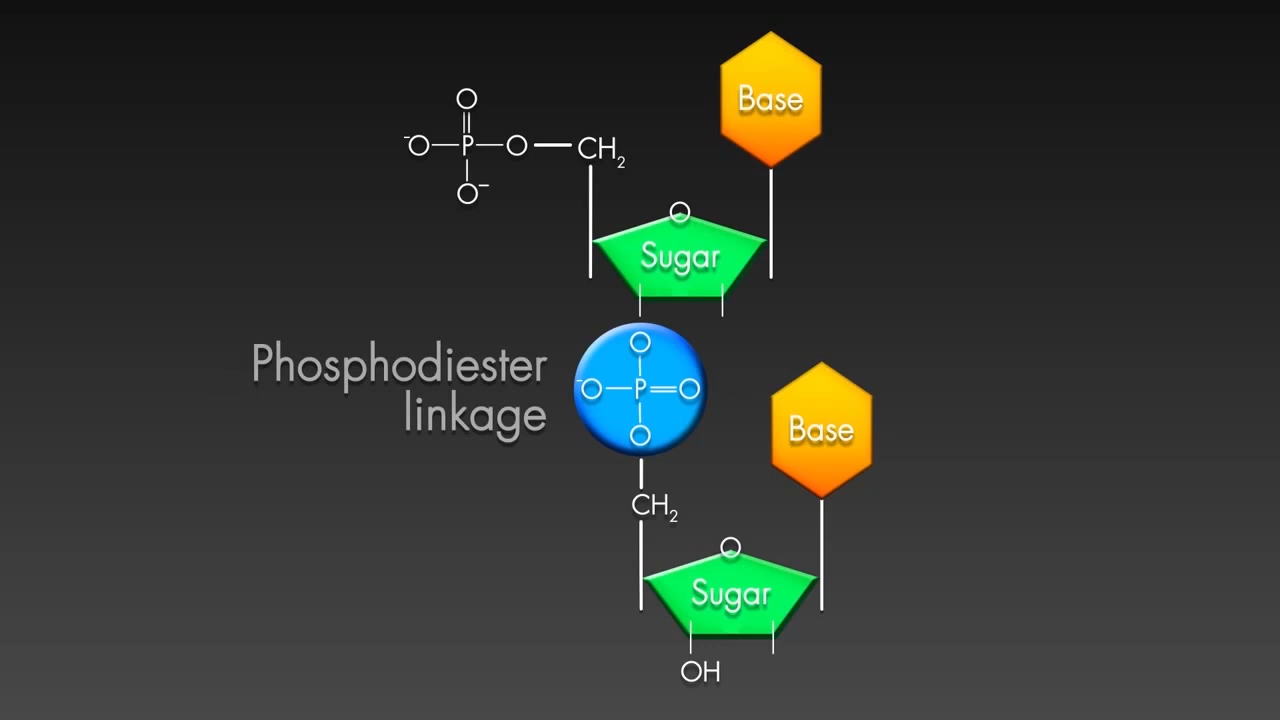 Base
O
⁻O P O CH₂
O⁻
O
Sugar
O
Phosphodiester
⁻O P O
linkage
O
Base
CH₂
O
Sugar
OH